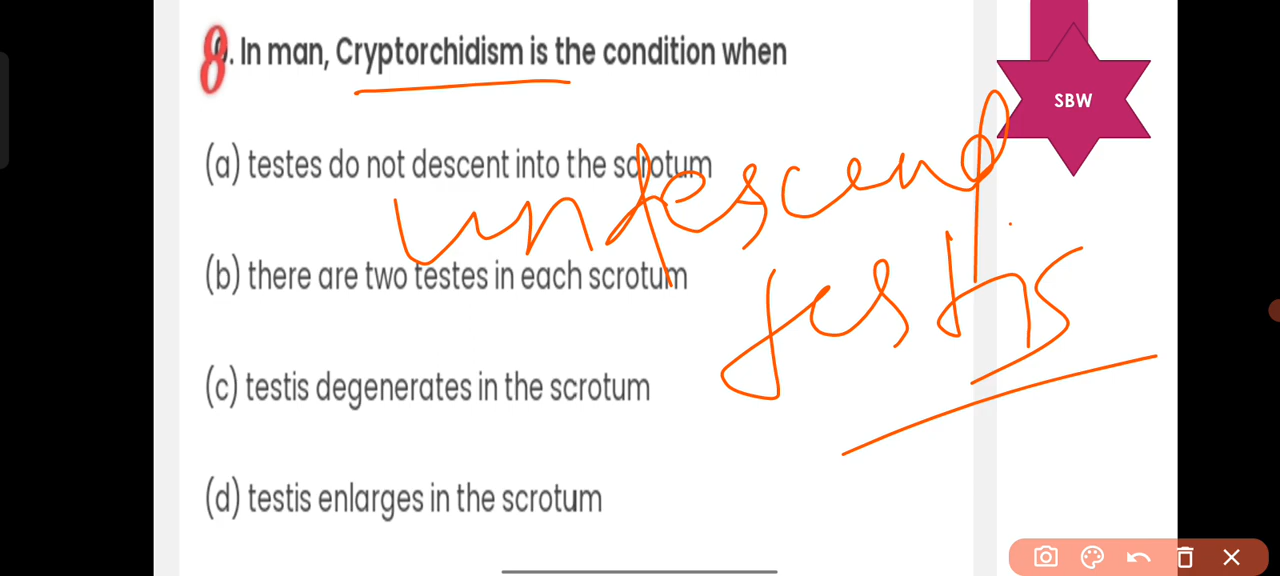 8. In man, Cryptorchidism is the condition when
SBW
(a) testes do not descent into the scrotum
undescend
(b) there are two testes in each scrotum
testis
(c) testis degenerates in the scrotum
(d) testis enlarges in the scrotum